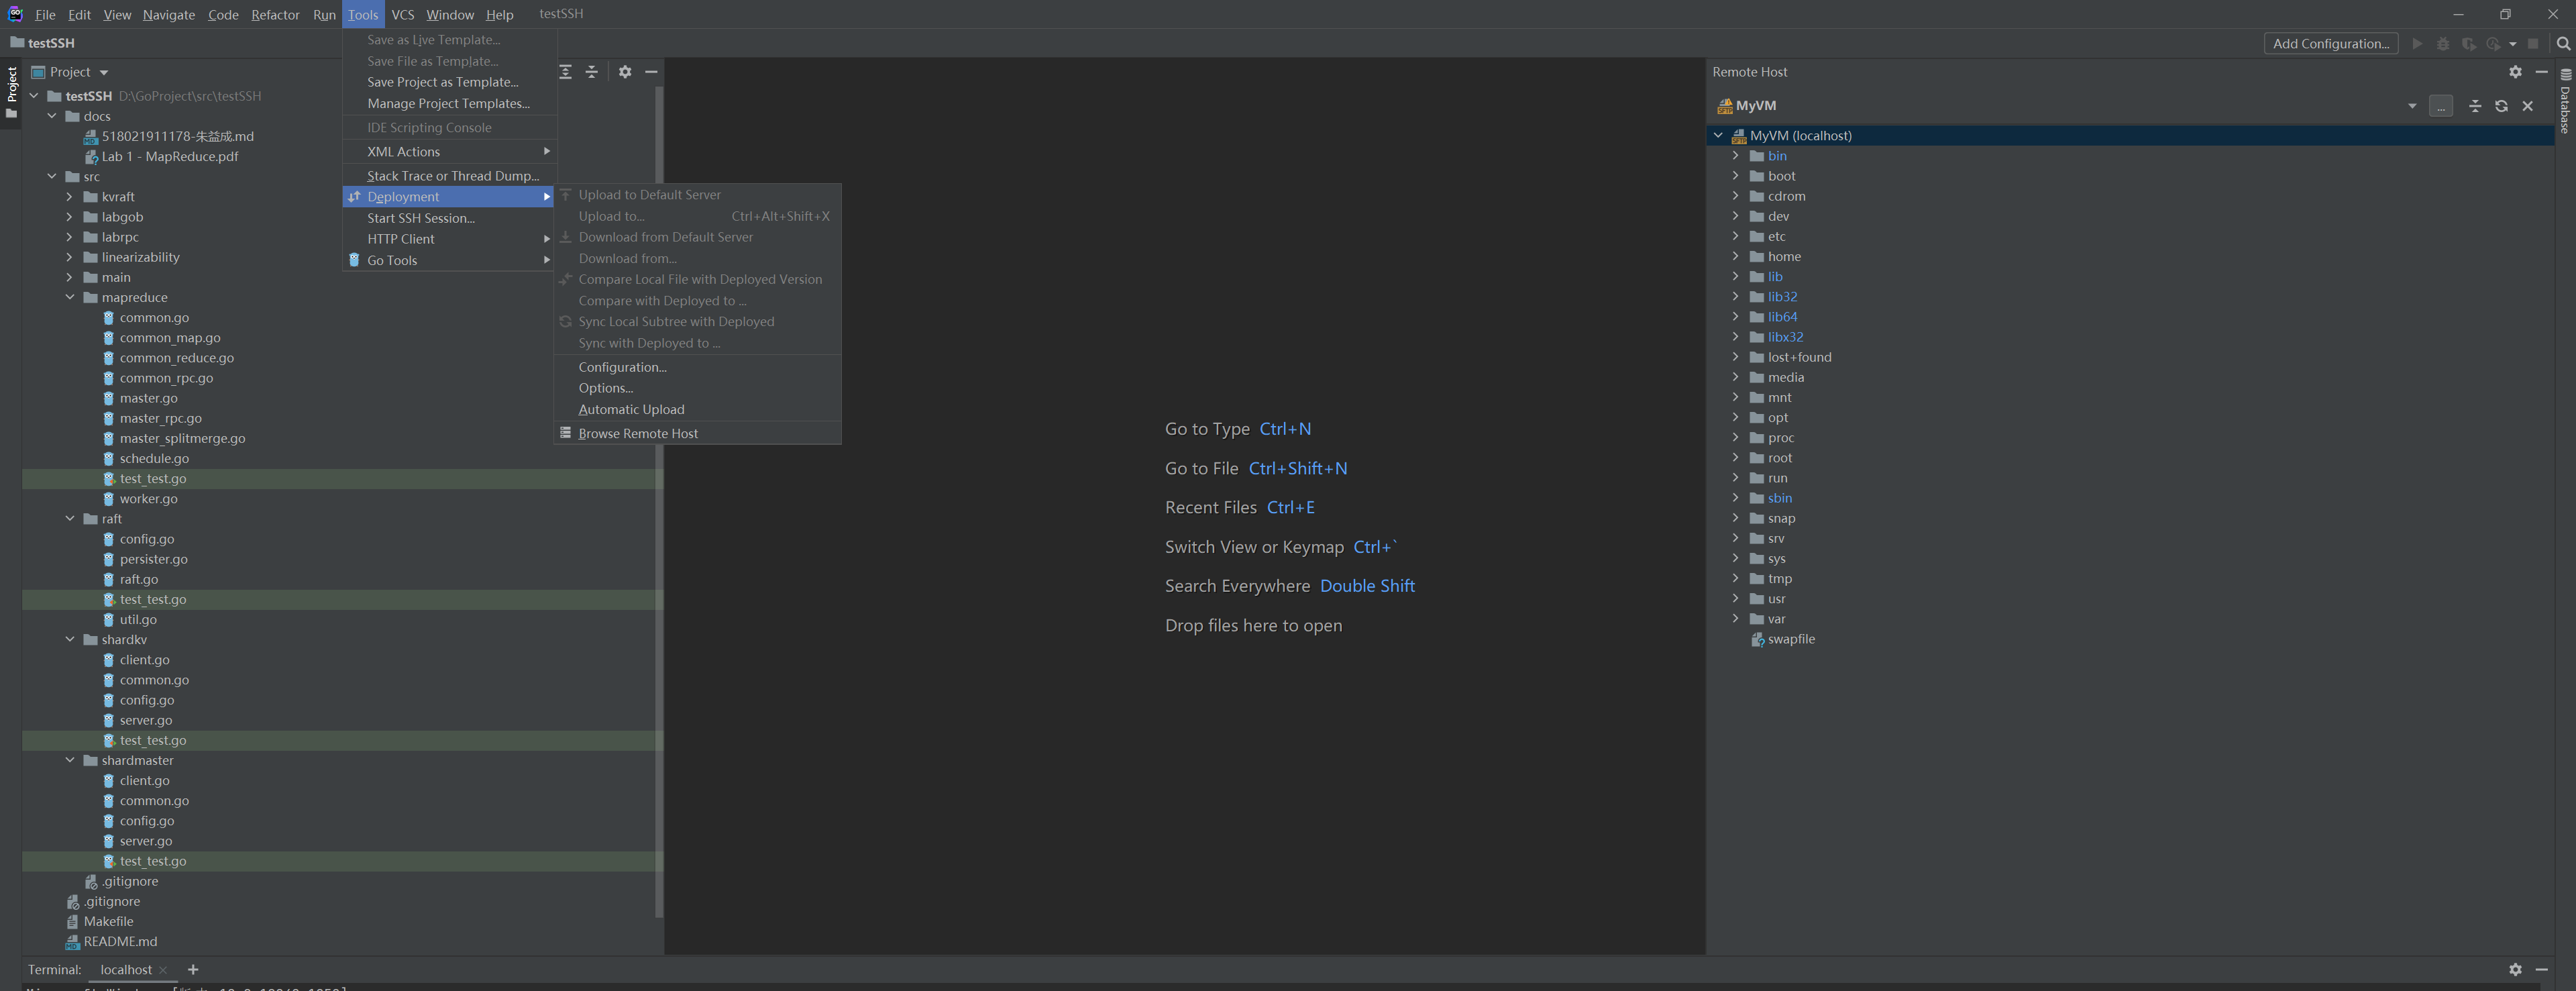 File Edit View Navigate Code Refactor Run Tools VCS Window Help testSSH
testSSH
Add Configuration...
Project
Project
testSSH D:\GoProject\src\testSSH
docs
518021911178-朱益成.md
Lab 1 - MapReduce.pdf
src
kvraft
labgob
labrpc
linearizability
main
mapreduce
common.go
common_map.go
common_reduce.go
common_rpc.go
master.go
master_rpc.go
master_splitmerge.go
schedule.go
test_test.go
worker.go
raft
config.go
persister.go
raft.go
test_test.go
util.go
shardkv
client.go
common.go
config.go
server.go
test_test.go
shardmaster
client.go
common.go
config.go
server.go
test_test.go
.gitignore
.gitignore
Makefile
README.md
Save as Live Template...
Save File as Template...
Save Project as Template...
Manage Project Templates...
IDE Scripting Console
XML Actions
Stack Trace or Thread Dump...
Deployment
Start SSH Session...
HTTP Client
Go Tools
Upload to Default Server
Upload to... Ctrl+Alt+Shift+X
Download from Default Server
Download from...
Compare Local File with Deployed Version
Compare with Deployed to ...
Sync Local Subtree with Deployed
Sync with Deployed to ...
Configuration...
Options...
Automatic Upload
Browse Remote Host
Go to Type Ctrl+N
Go to File Ctrl+Shift+N
Recent Files Ctrl+E
Switch View or Keymap Ctrl+`
Search Everywhere Double Shift
Drop files here to open
Remote Host
MyVM
...
MyVM (localhost)
bin
boot
cdrom
dev
etc
home
lib
lib32
lib64
libx32
lost+found
media
mnt
opt
proc
root
run
sbin
snap
srv
sys
tmp
usr
var
swapfile
Database
Terminal: localhost